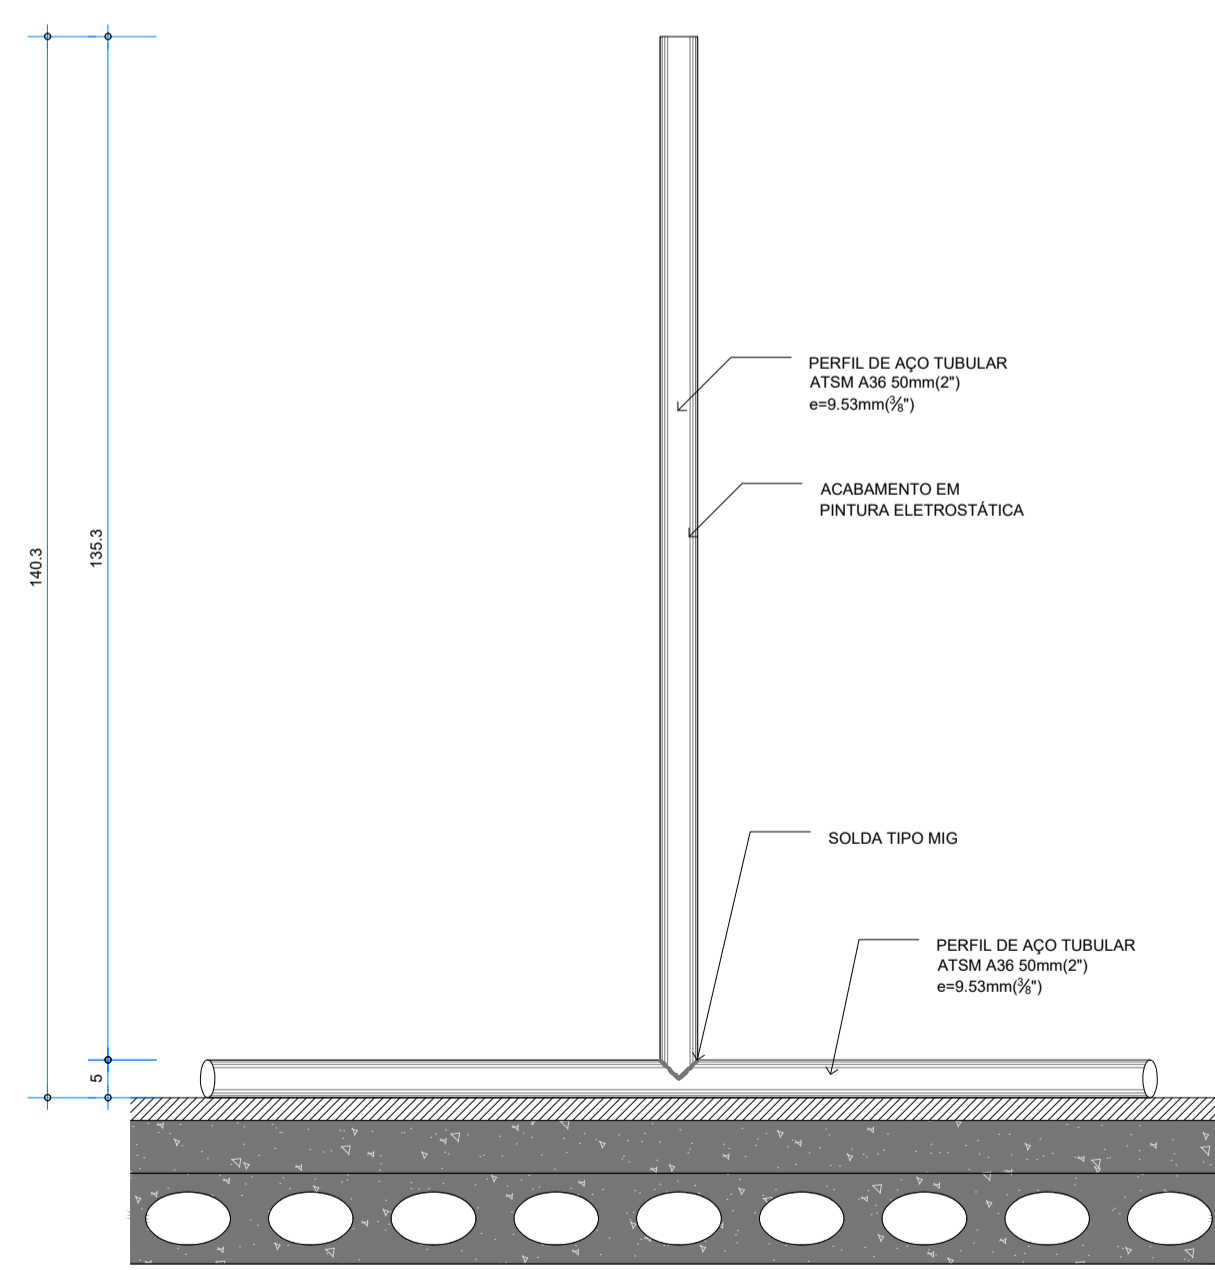 PERFIL DE AÇO TUBULAR
ATSM A36 50mm(2")
e=9.53mm(⅜")
ACABAMENTO EM
PINTURA ELETROSTÁTICA
140.3
135.3
SOLDA TIPO MIG
PERFIL DE AÇO TUBULAR
ATSM A36 50mm(2")
e=9.53mm(⅜")
5